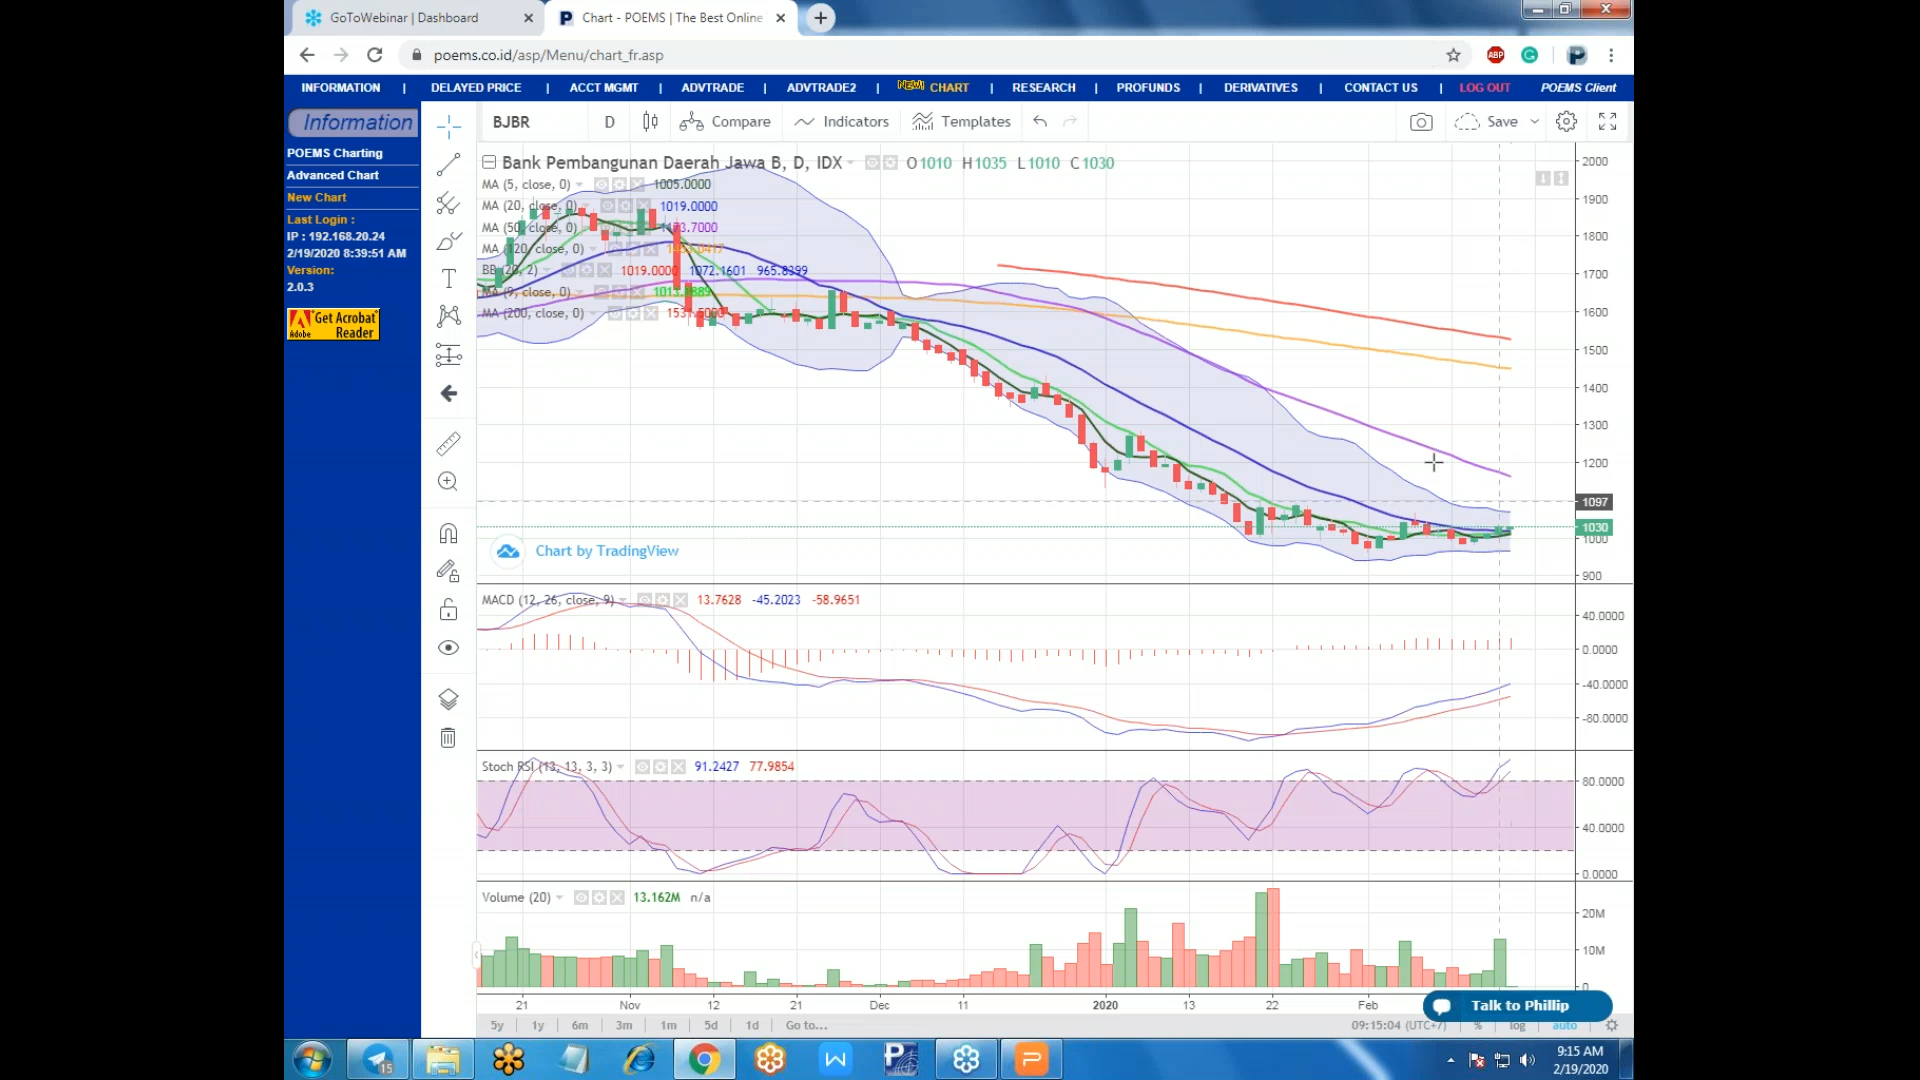 GoToWebinar | Dashboard
Chart - POEMS | The Best Online
poems.co.id/asp/Menu/chart_fr.asp
ABP
INFORMATION | DELAYED PRICE | ACCT MGMT | ADVTRADE | ADVTRADE2 | NEW! CHART | RESEARCH | PROFUNDS | DERIVATIVES | CONTACT US | LOG OUT POEMS Client
Information
POEMS Charting
Advanced Chart
New Chart
Last Login :
IP : 192.168.20.24
2/19/2020 8:39:51 AM
Version:
2.0.3
Get Acrobat
Reader
Adobe
BJBR D Compare Indicators Templates Save
Bank Pembangunan Daerah Jawa B, D, IDX O1010 H1035 L1010 C1030
MA (5, close, 0) 1005.0000
MA (20, close, 0) 1019.0000
MA (50, close, 0)
MA (120, close, 0)
BB (20, 2) 1019.0000 1072.1601 965.8399
MA (9, close, 0)
MA (200, close, 0)
2000
1900
1800
1700
1600
1500
1400
1300
1200
1097
1030
1000
900
Chart by TradingView
MACD (12, 26, close, 9) 13.7628 -45.2023 -58.9651
40.0000
0.0000
-40.0000
-80.0000
Stoch RSI (13, 13, 3, 3) 91.2427 77.9854
80.0000
40.0000
0.0000
Volume (20) 13.162M n/a
20M
10M
0
21 Nov 12 21 Dec 11 2020 13 22 Feb
Talk to Phillip
5y 1y 6m 3m 1m 5d 1d Go to... 09:15:04 (UTC+7) % log auto
15
9:15 AM
2/19/2020